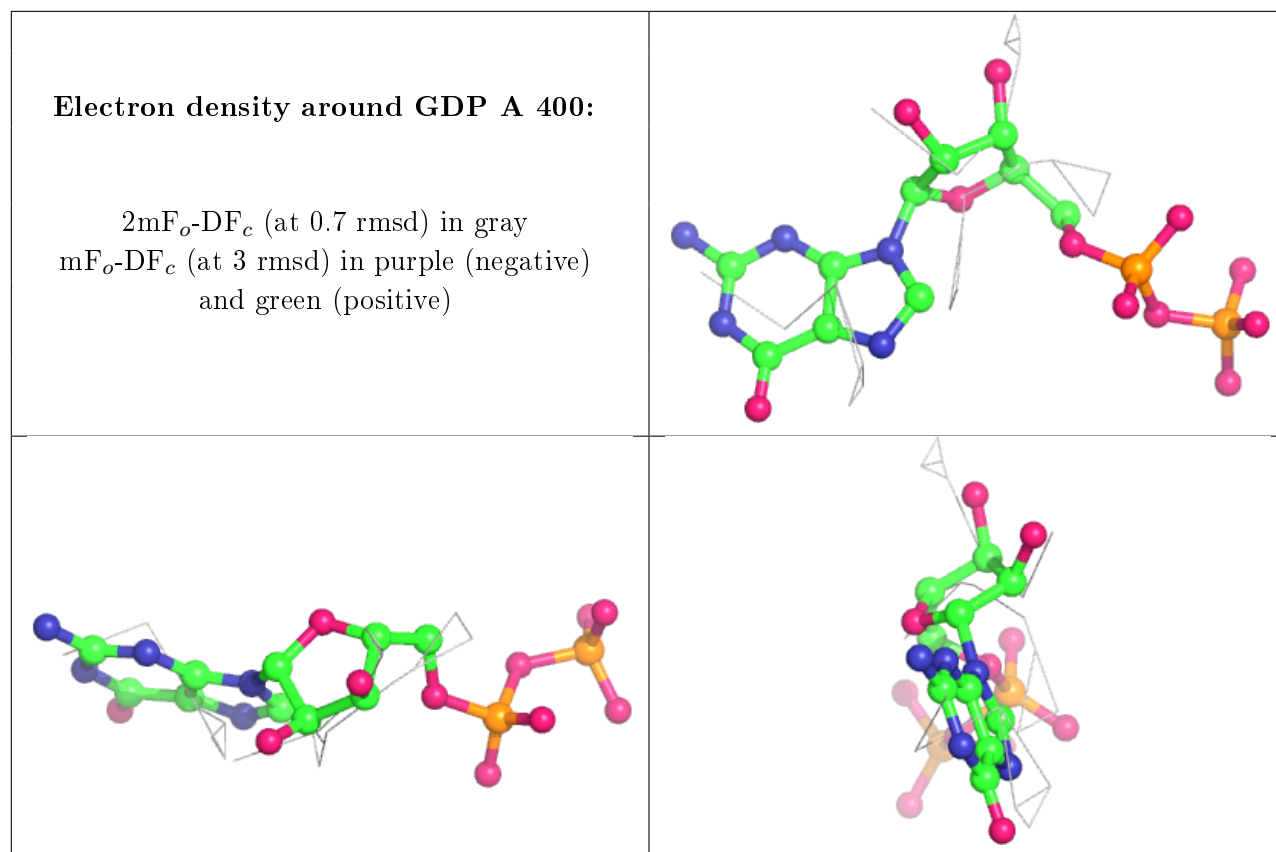 Electron density around GDP A 400:
2mFo-DFc (at 0.7 rmsd) in gray
mFo-DFc (at 3 rmsd) in purple (negative)
and green (positive)